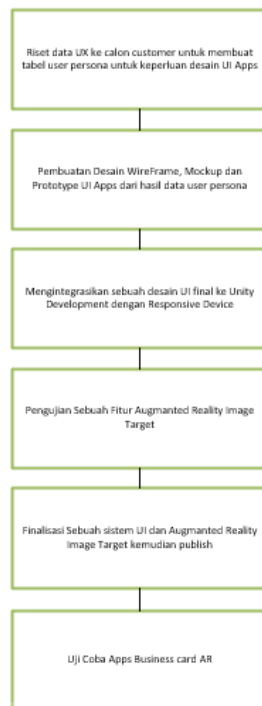 Riset data UX ke calon customer untuk membuat
tabel user persona untuk keperluan desain UI Apps
Pembuatan Desain WireFrame, Mockup dan
Prototype UI Apps dari hasil data user persona
Mengintegrasikan sebuah desain UI final ke Unity
Development dengan Responsive Device
Pengujian Sebuah Fitur Augmanted Reality Image
Target
Finalisasi Sebuah sistem UI dan Augmanted Reality
Image Target kemudian publish
Uji Coba Apps Business card AR